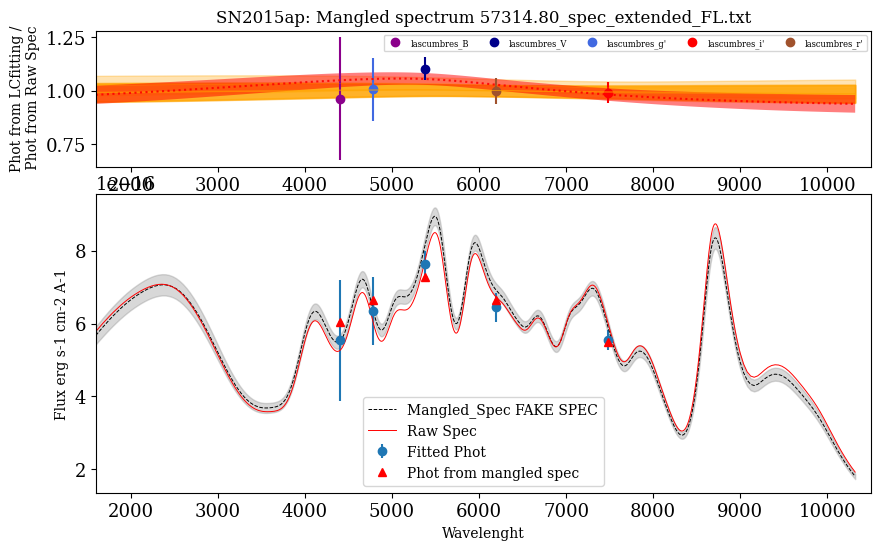 SN2015ap: Mangled spectrum 57314.80_spec_extended_FL.txt
Phot from LCfitting /
Phot from Raw Spec
1.25
1.00
0.75
lascumbres_B
lascumbres_V
lascumbres_g'
lascumbres_i'
lascumbres_r'
2000 3000 4000 5000 6000 7000 8000 9000 10000
1e−16
Flux erg s-1 cm-2 A-1
8
6
4
2
Mangled_Spec FAKE SPEC
Raw Spec
Fitted Phot
Phot from mangled spec
2000 3000 4000 5000 6000 7000 8000 9000 10000
Wavelenght